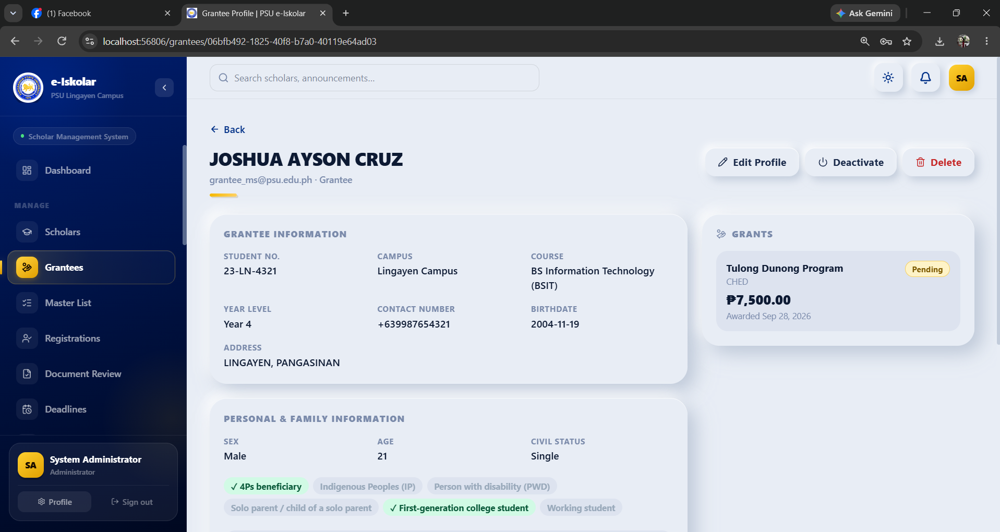 (1) Facebook
Grantee Profile | PSU e-Iskolar
Ask Gemini
localhost:56806/grantees/06bfb492-1825-40f8-b7a0-40119e64ad03
e-Iskolar
PSU Lingayen Campus
Scholar Management System
Dashboard
MANAGE
Scholars
Grantees
Master List
Registrations
Document Review
Deadlines
SA
System Administrator
Administrator
Profile
Sign out
Search scholars, announcements...
SA
Back
JOSHUA AYSON CRUZ
grantee_ms@psu.edu.ph · Grantee
Edit Profile
Deactivate
Delete
GRANTEE INFORMATION
STUDENT NO.
23-LN-4321
CAMPUS
Lingayen Campus
COURSE
BS Information Technology
(BSIT)
YEAR LEVEL
Year 4
CONTACT NUMBER
+639987654321
BIRTHDATE
2004-11-19
ADDRESS
LINGAYEN, PANGASINAN
GRANTS
Tulong Dunong Program
Pending
CHED
₱7,500.00
Awarded Sep 28, 2026
PERSONAL & FAMILY INFORMATION
SEX
Male
AGE
21
CIVIL STATUS
Single
✓ 4Ps beneficiary
Indigenous Peoples (IP)
Person with disability (PWD)
Solo parent / child of a solo parent
✓ First-generation college student
Working student